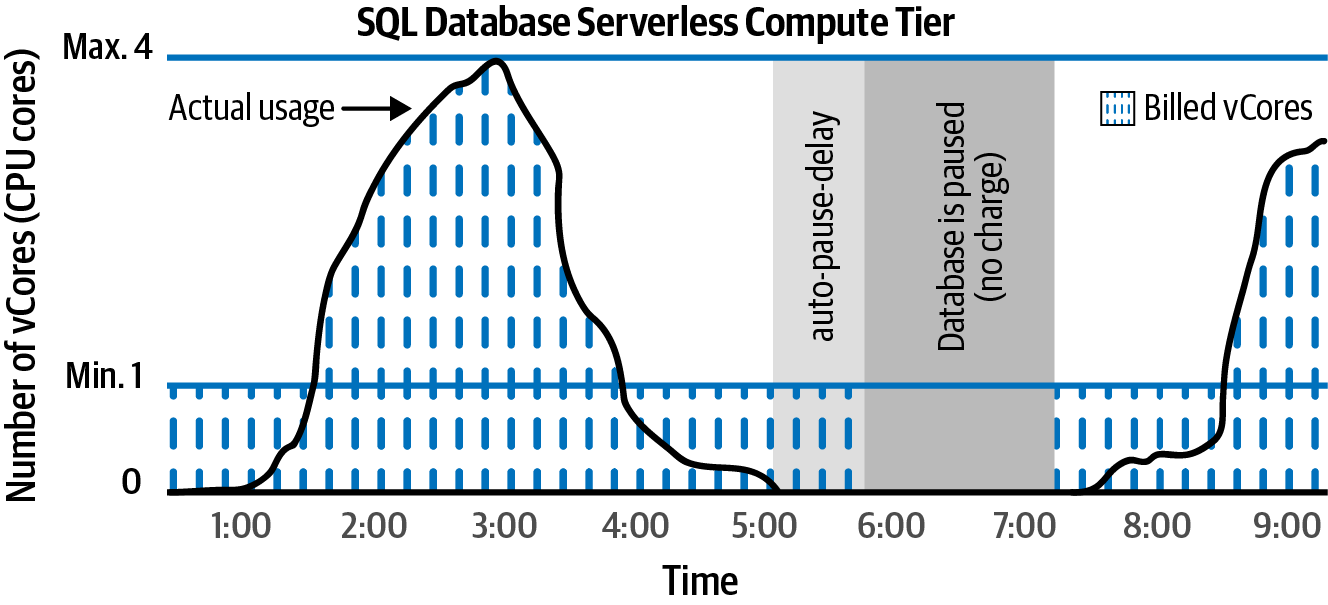 SQL Database Serverless Compute Tier
Number of vCores (CPU cores)
Max. 4
Actual usage
Min. 1
0
auto-pause-delay
Database is paused
(no charge)
Billed vCores
1:00 2:00 3:00 4:00 5:00 6:00 7:00 8:00 9:00
Time